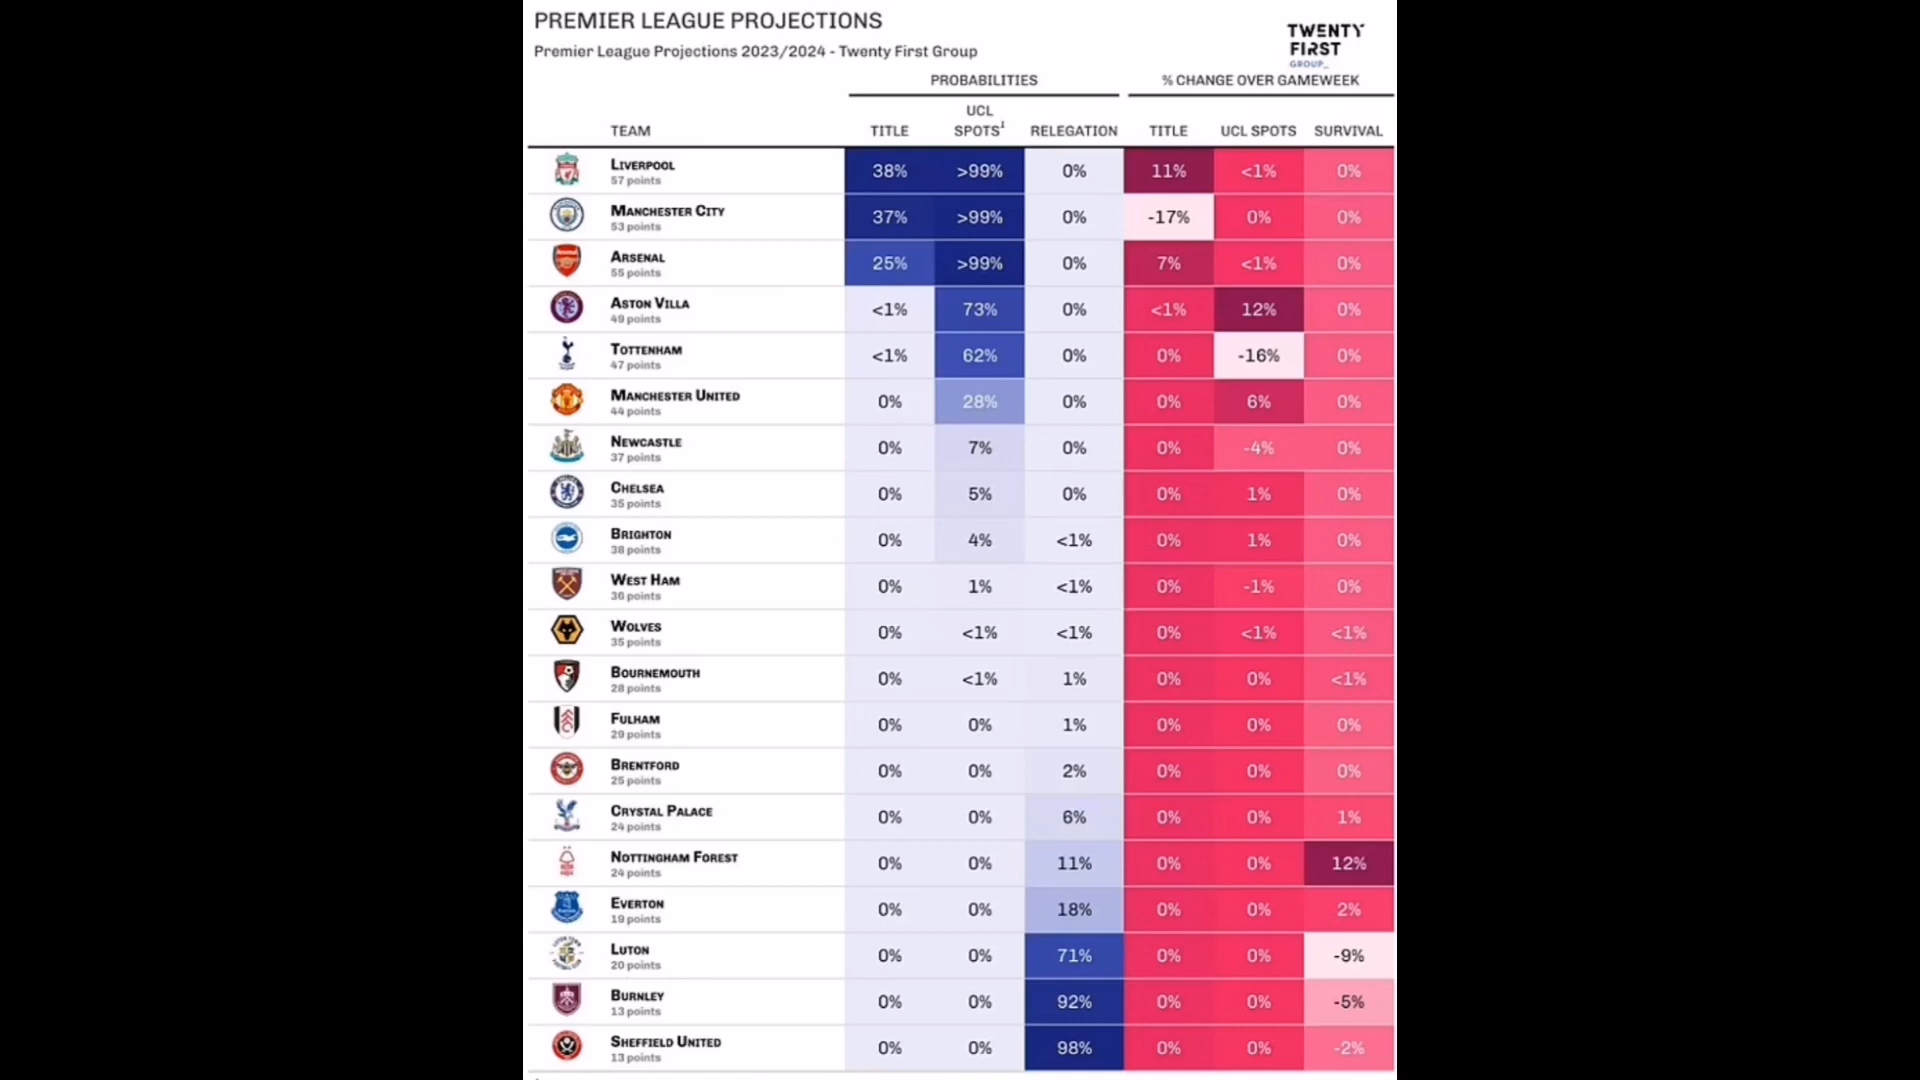 PREMIER LEAGUE PROJECTIONS
Premier League Projections 2023/2024 - Twenty First Group
TWENTY
FIRST
GROUP_
PROBABILITIES % CHANGE OVER GAMEWEEK
TEAM TITLE UCL SPOTS¹ RELEGATION TITLE UCL SPOTS SURVIVAL
LIVERPOOL 38% >99% 0% 11% <1% 0%
57 points
MANCHESTER CITY 37% >99% 0% -17% 0% 0%
53 points
ARSENAL 25% >99% 0% 7% <1% 0%
55 points
ASTON VILLA <1% 73% 0% <1% 12% 0%
49 points
TOTTENHAM <1% 62% 0% 0% -16% 0%
47 points
MANCHESTER UNITED 0% 28% 0% 0% 6% 0%
44 points
NEWCASTLE 0% 7% 0% 0% -4% 0%
37 points
CHELSEA 0% 5% 0% 0% 1% 0%
35 points
BRIGHTON 0% 4% <1% 0% 1% 0%
38 points
WEST HAM 0% 1% <1% 0% -1% 0%
36 points
WOLVES 0% <1% <1% 0% <1% <1%
35 points
BOURNEMOUTH 0% <1% 1% 0% 0% <1%
28 points
FULHAM 0% 0% 1% 0% 0% 0%
29 points
BRENTFORD 0% 0% 2% 0% 0% 0%
25 points
CRYSTAL PALACE 0% 0% 6% 0% 0% 1%
24 points
NOTTINGHAM FOREST 0% 0% 11% 0% 0% 12%
24 points
EVERTON 0% 0% 18% 0% 0% 2%
19 points
LUTON 0% 0% 71% 0% 0% -9%
20 points
BURNLEY 0% 0% 92% 0% 0% -5%
13 points
SHEFFIELD UNITED 0% 0% 98% 0% 0% -2%
13 points